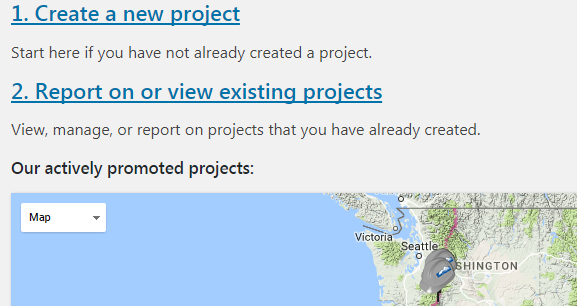 1. Create a new project
Start here if you have not already created a project.
2. Report on or view existing projects
View, manage, or report on projects that you have already created.
Our actively promoted projects:
Map
Victoria
Seattle
SHINGTON